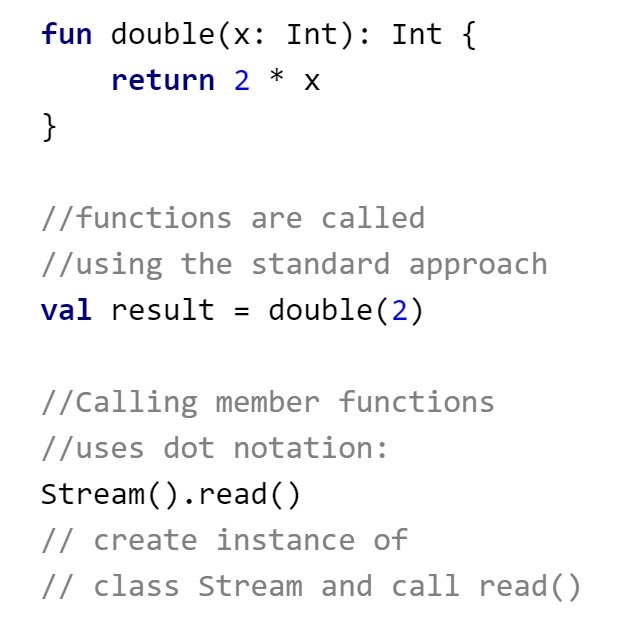 fun double(x: Int): Int {
    return 2 * x
}
//functions are called
//using the standard approach
val result = double(2)
//Calling member functions
//uses dot notation:
Stream().read()
// create instance of
// class Stream and call read()